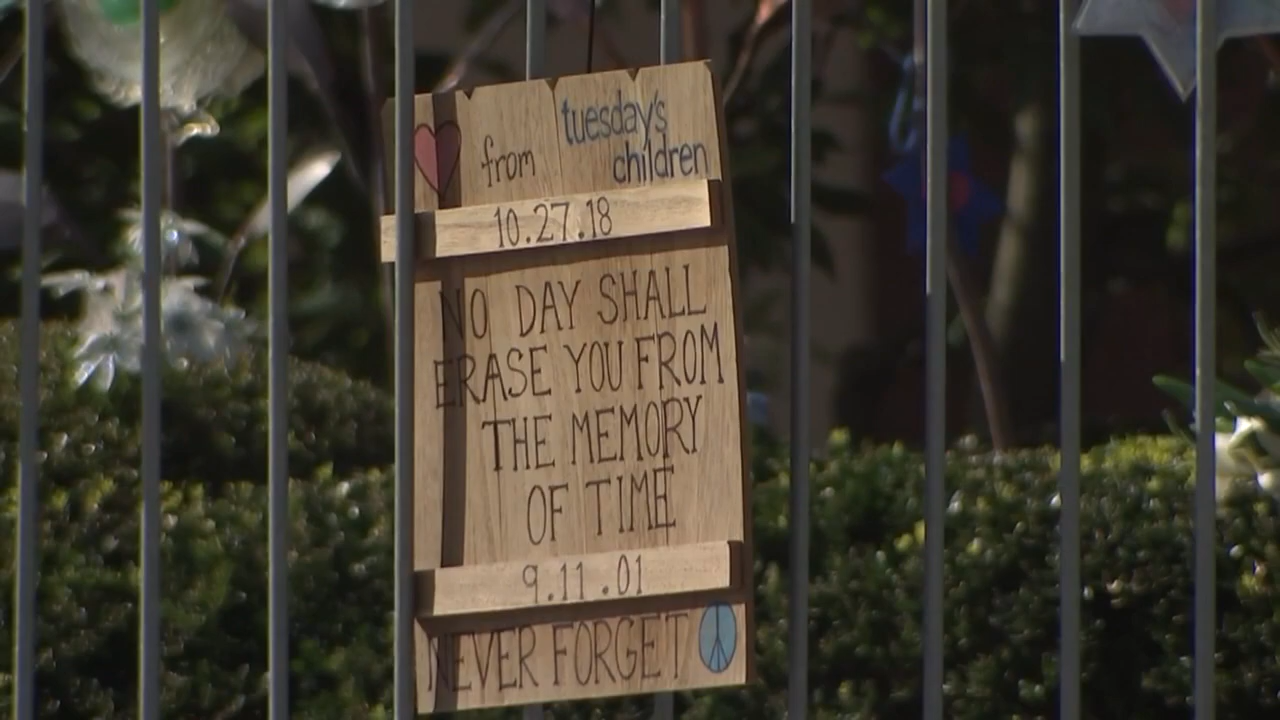 from tuesday's
children
10.27.18
NO DAY SHALL
ERASE YOU FROM
THE MEMORY
OF TIME
9.11.01
NEVER FORGET